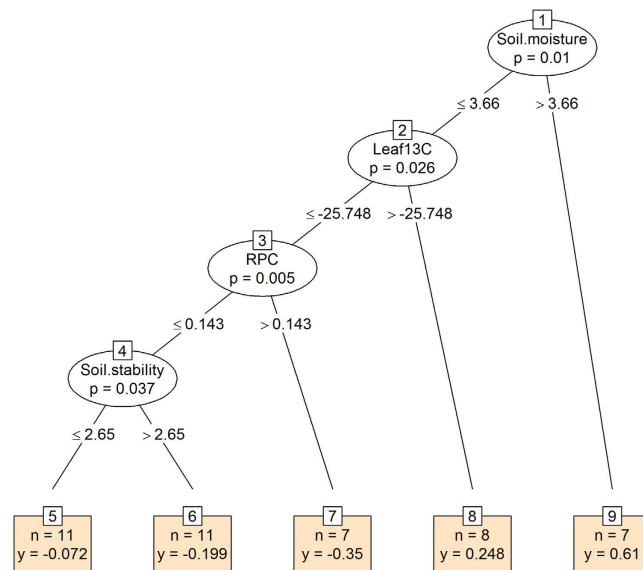 1
Soil.moisture
p = 0.01
≤ 3.66
> 3.66
2
Leaf13C
p = 0.026
≤ -25.748
> -25.748
3
RPC
p = 0.005
≤ 0.143
> 0.143
4
Soil.stability
p = 0.037
≤ 2.65
> 2.65
5
n = 11
y = -0.072
6
n = 11
y = -0.199
7
n = 7
y = -0.35
8
n = 8
y = 0.248
9
n = 7
y = 0.61